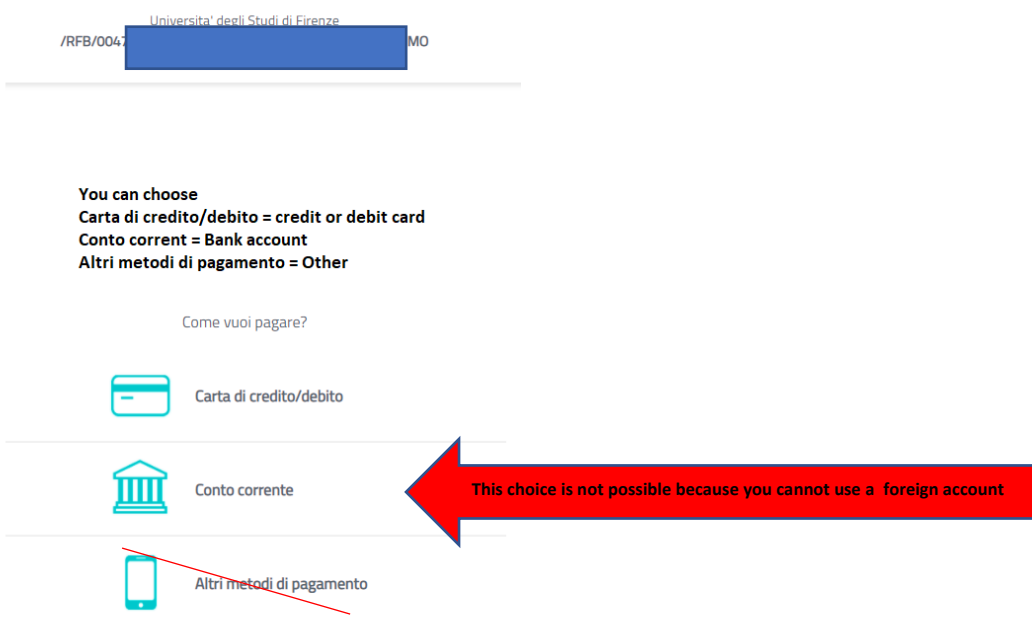 Universita' degli Studi di Firenze
/RFB/0047 MO
You can choose
Carta di credito/debito = credit or debit card
Conto corrent = Bank account
Altri metodi di pagamento = Other
Come vuoi pagare?
Carta di credito/debito
Conto corrente
This choice is not possible because you cannot use a foreign account
Altri metodi di pagamento